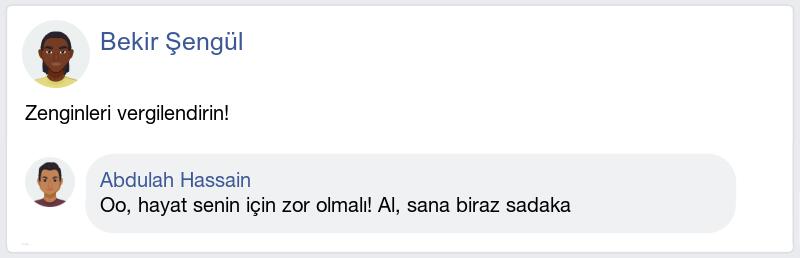 Bekir Şengül
Zenginleri vergilendirin!
Abdulah Hassain
Oo, hayat senin için zor olmalı! Al, sana biraz sadaka